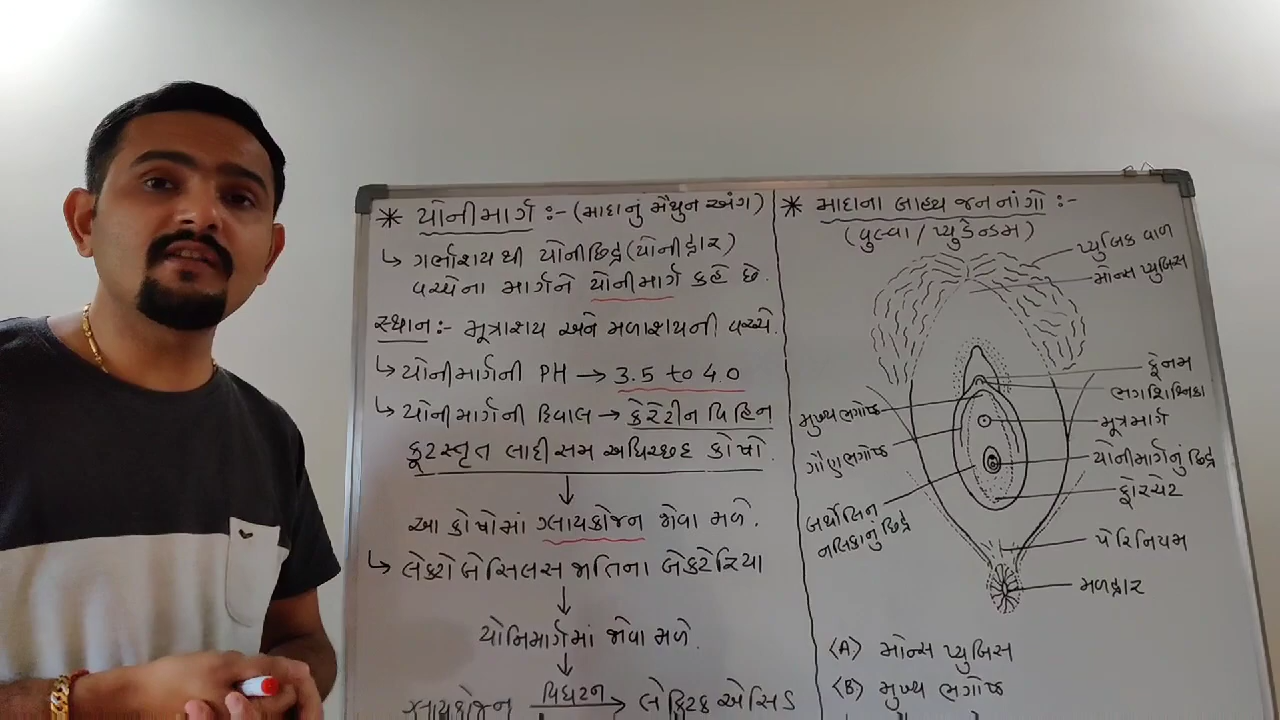 * યોનીમાર્ગ :- (માદાનું મૈથુન અંગ)
↳ ગર્ભાશય થી યોનીછિદ્ર (યોનીદ્વાર)
વચ્ચેના માર્ગને યોનીમાર્ગ કહે છે.
સ્થાન :- મૂત્રાશય અને મળાશયની વચ્ચે.
↳ યોનીમાર્ગની PH → 3.5 to 4.0
↳ યોનીમાર્ગની દિવાલ → કેરેટીન વિહિન
કૂટસ્તૃત લાદીસમ અધિચ્છદ કોષો.
↓
આ કોષોમાં ગ્લાયકોજન જોવા મળે.
↳ લેક્ટોબેસિલસ જાતિના બેક્ટેરિયા
↓
યોનિમાર્ગમાં જોવા મળે.
↓
ગ્લાયકોજન વિઘટન → લેક્ટિક એસિડ
* માદાના બાહ્ય જનનાંગો :-
(વુલ્વા / પ્યુડેન્ડમ)
પ્યુબિક વાળ
મોન્સ પ્યુબિસ
ફ્રેનમ
ભગશિશ્નિકા
મુખ્ય ભગોષ્ઠ
મૂત્રમાર્ગ
ગૌણ ભગોષ્ઠ
યોનીમાર્ગનું છિદ્ર
ફોરચેટ
બર્થોલિન
નલિકાનું છિદ્ર
પેરિનિયમ
મળદ્વાર
(A) મોન્સ પ્યુબિસ
(B) મુખ્ય ભગોષ્ઠ